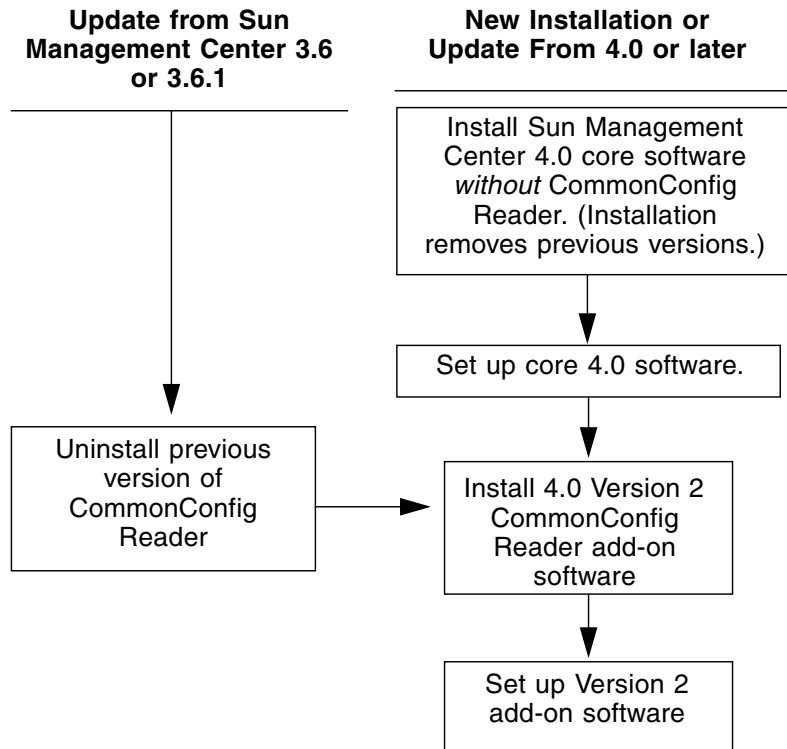 Update from Sun
Management Center 3.6
or 3.6.1
New Installation or
Update From 4.0 or later
Install Sun Management
Center 4.0 core software
without CommonConfig
Reader. (Installation
removes previous versions.)
Set up core 4.0 software.
Uninstall previous
version of
CommonConfig
Reader
Install 4.0 Version 2
CommonConfig
Reader add-on
software
Set up Version 2
add-on software